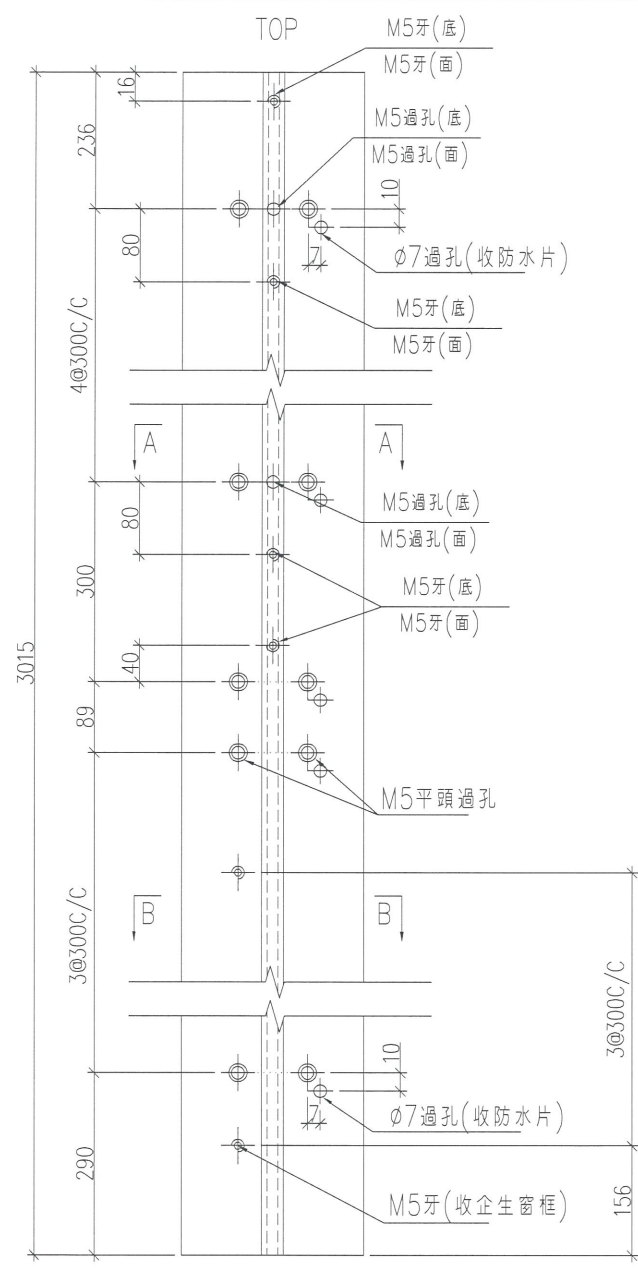 TOP
M5牙(底)
M5牙(面)
16
236
M5過孔(底)
M5過孔(面)
10
7
Ø7過孔(收防水片)
80
M5牙(底)
M5牙(面)
4@300C/C
A
A
M5過孔(底)
M5過孔(面)
80
300
M5牙(底)
M5牙(面)
3015
40
89
M5平頭過孔
B
B
3@300C/C
3@300C/C
10
7
Ø7過孔(收防水片)
290
M5牙(收企生窗框)
156